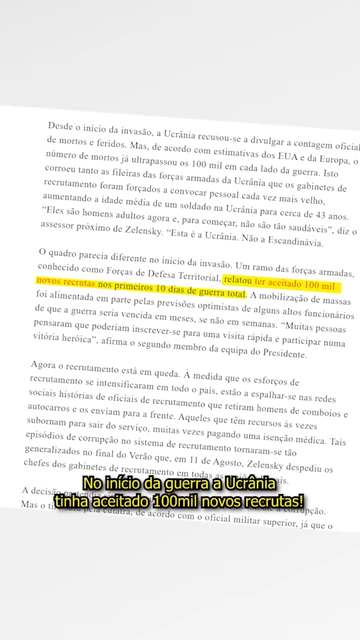 Desde o início da invasão, a Ucrânia recusou-se a divulgar a contagem oficial
de mortos e feridos. Mas, de acordo com estimativas dos EUA e da Europa, o
número de mortos já ultrapassou os 100 mil em cada lado da guerra. Isto
corroeu tanto as fileiras das forças armadas da Ucrânia que os gabinetes de
recrutamento foram forçados a convocar pessoal cada vez mais velho,
aumentando a idade média de um soldado na Ucrânia para cerca de 43 anos.
“Eles são homens adultos agora e, para começar, não são tão saudáveis”, diz o
assessor próximo de Zelensky. “Esta é a Ucrânia. Não a Escandinávia.
O quadro parecia diferente no início da invasão. Um ramo das forças armadas,
conhecido como Forças de Defesa Territorial, relatou ter aceitado 100 mil
novos recrutas nos primeiros 10 dias de guerra total. A mobilização de massas
foi alimentada em parte pelas previsões optimistas de alguns altos funcionários
de que a guerra seria vencida em meses, se não em semanas. “Muitas pessoas
pensaram que poderiam inscrever-se para uma visita rápida e participar numa
vitória heróica”, afirma o segundo membro da equipa do Presidente.
Agora o recrutamento está em queda. À medida que os esforços de
recrutamento se intensificaram em todo o país, estão a espalhar-se nas redes
sociais histórias de oficiais de recrutamento que retiram homens de comboios e
autocarros e os enviam para a frente. Aqueles que têm recursos às vezes
subornam para sair do serviço, muitas vezes pagando uma isenção médica. Tais
episódios de corrupção no sistema de recrutamento tornaram-se tão
generalizados no final do Verão que, em 11 de Agosto, Zelensky despediu os
chefes dos gabinetes de recrutamento em todas as
No início da guerra a Ucrânia
tinha aceitado 100mil novos recrutas!
A decisão
Mas o de acordo com o oficial militar superior, já que o